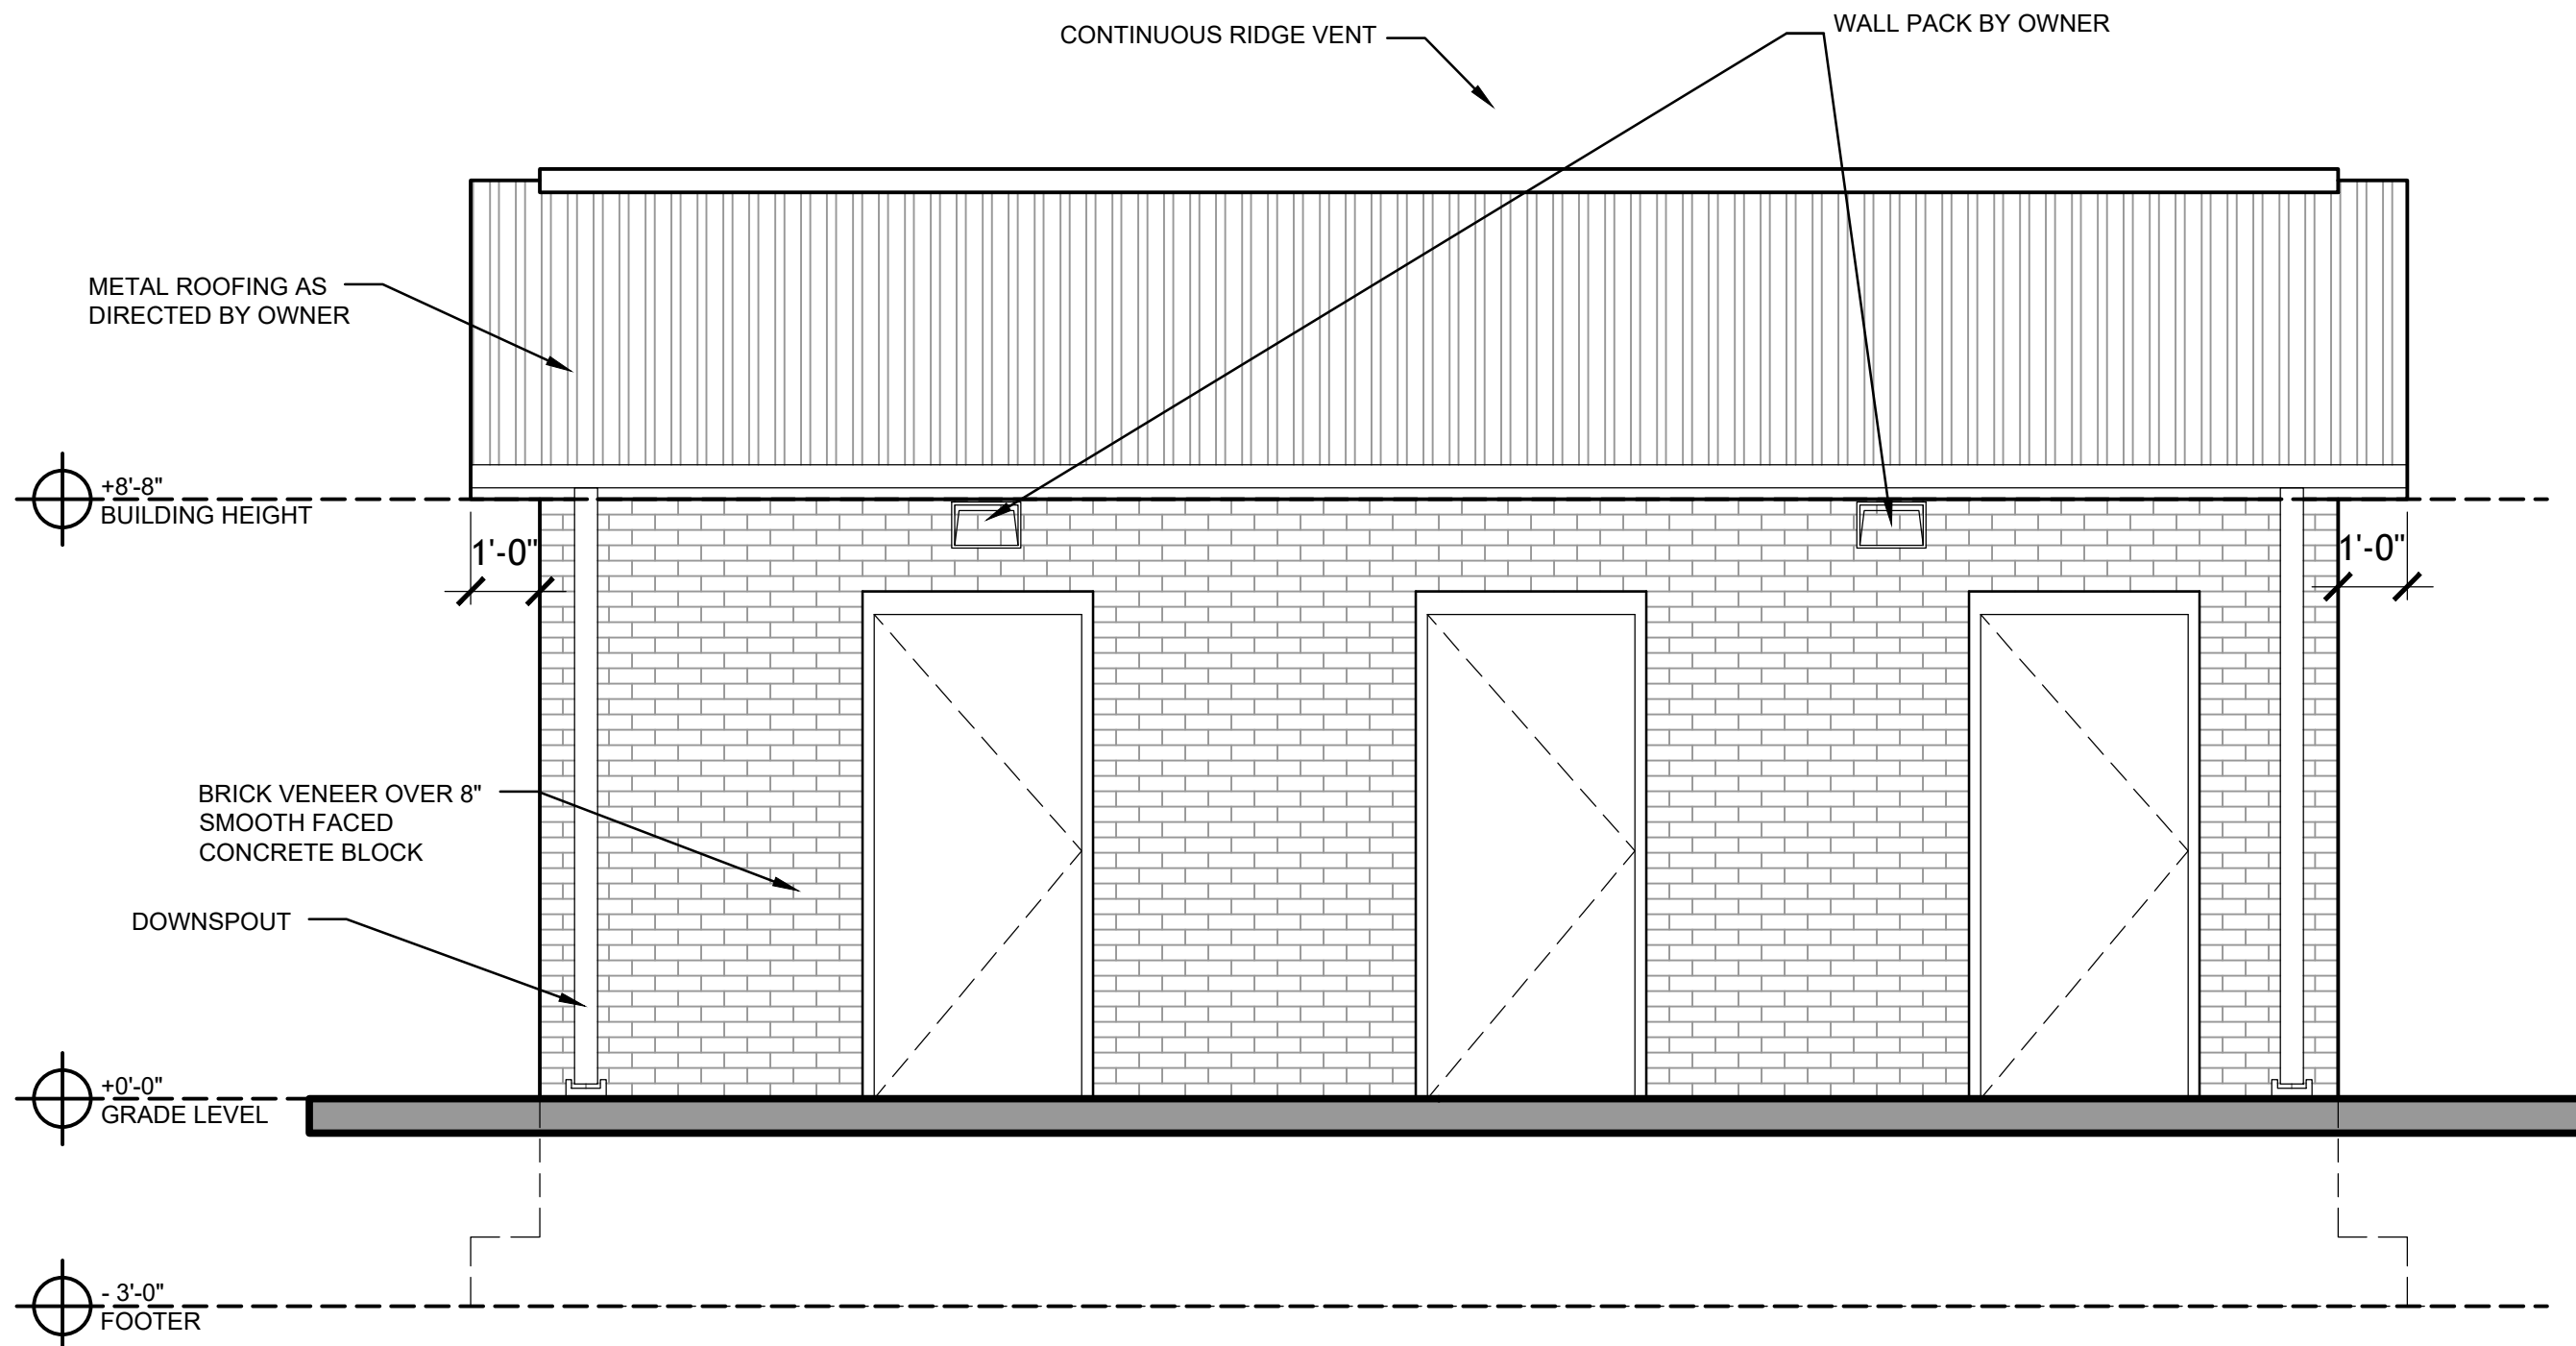 WALL PACK BY OWNER
CONTINUOUS RIDGE VENT
METAL ROOFING AS
DIRECTED BY OWNER
+8'-8"
BUILDING HEIGHT
1'-0"
1'-0"
BRICK VENEER OVER 8"
SMOOTH FACED
CONCRETE BLOCK
DOWNSPOUT
+0'-0"
GRADE LEVEL
- 3'-0"
FOOTER